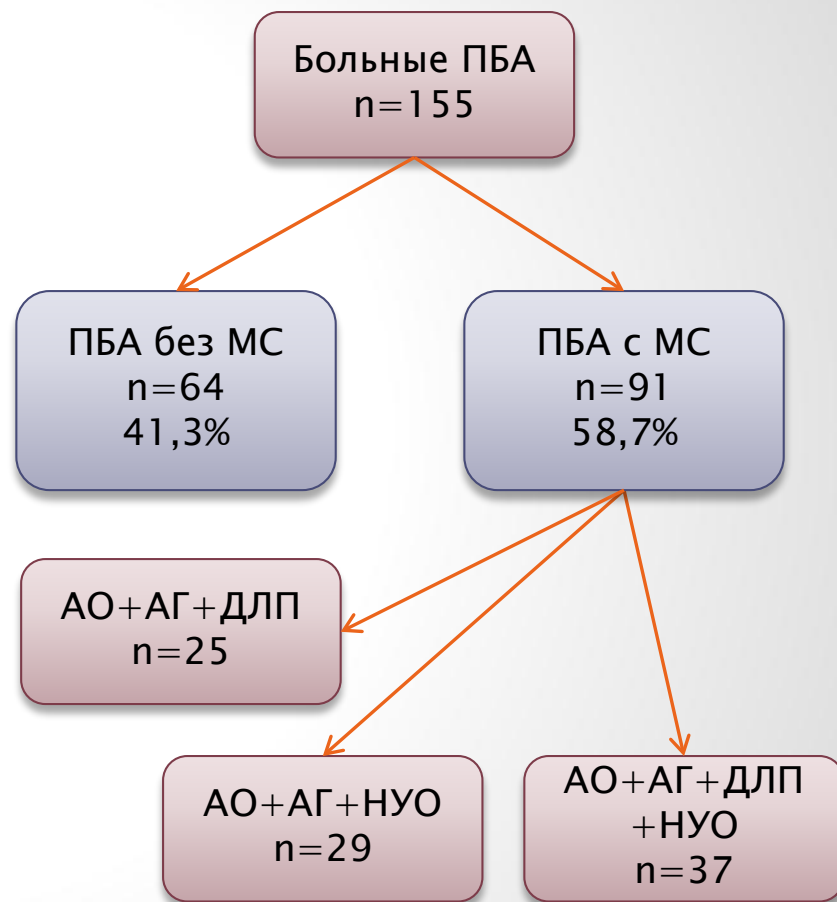 Больные ПБА
n=155
ПБА без МС
n=64
41,3%
ПБА с МС
n=91
58,7%
АО+АГ+ДЛП
n=25
АО+АГ+НУО
n=29
АО+АГ+ДЛП
+НУО
n=37